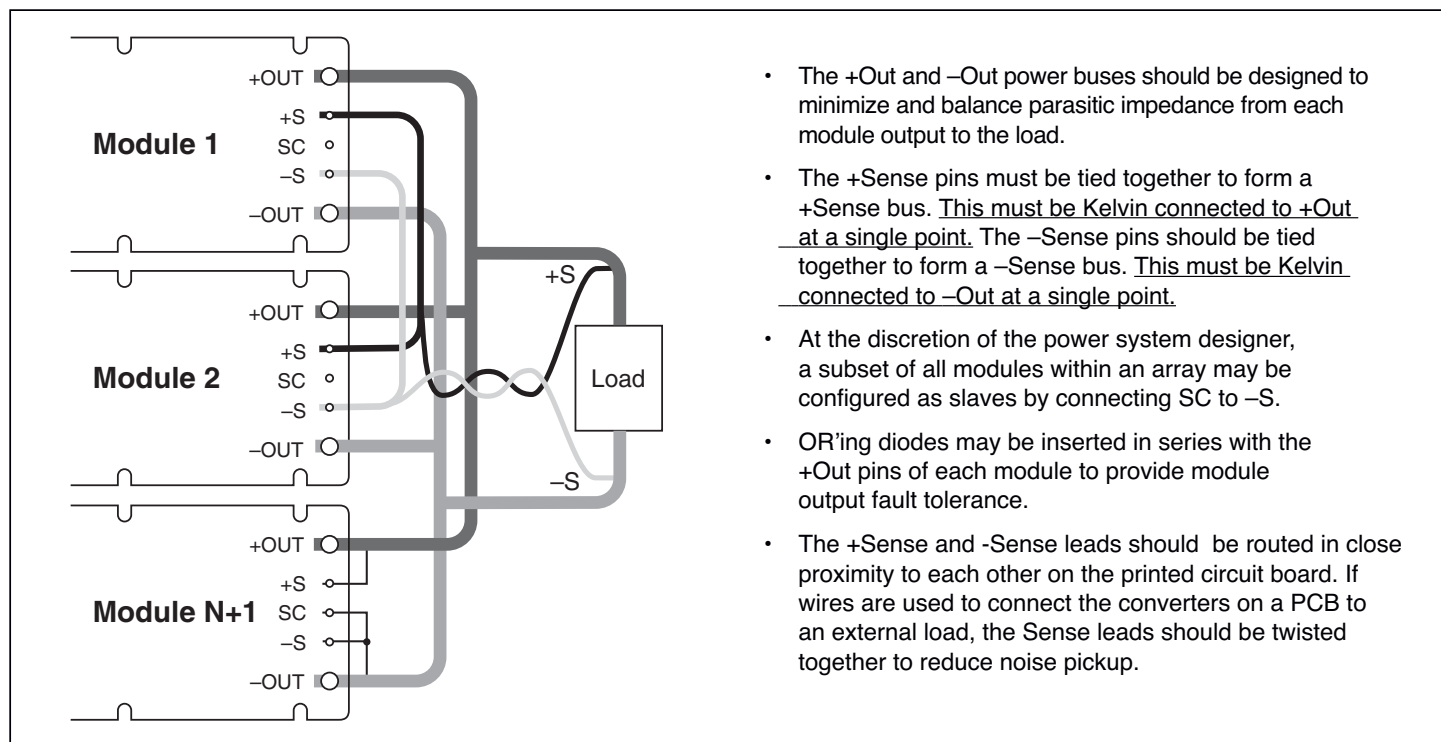 +OUT
+S
Module 1
SC
–S
–OUT
+OUT
+S
Module 2
SC
–S
–OUT
+OUT
+S
Module N+1
SC
–S
–OUT
+S
Load
–S
• The +Out and –Out power buses should be designed to
minimize and balance parasitic impedance from each
module output to the load.
• The +Sense pins must be tied together to form a
+Sense bus. This must be Kelvin connected to +Out
at a single point. The –Sense pins should be tied
together to form a –Sense bus. This must be Kelvin
connected to –Out at a single point.
• At the discretion of the power system designer,
a subset of all modules within an array may be
configured as slaves by connecting SC to –S.
• OR'ing diodes may be inserted in series with the
+Out pins of each module to provide module
output fault tolerance.
• The +Sense and -Sense leads should be routed in close
proximity to each other on the printed circuit board. If
wires are used to connect the converters on a PCB to
an external load, the Sense leads should be twisted
together to reduce noise pickup.